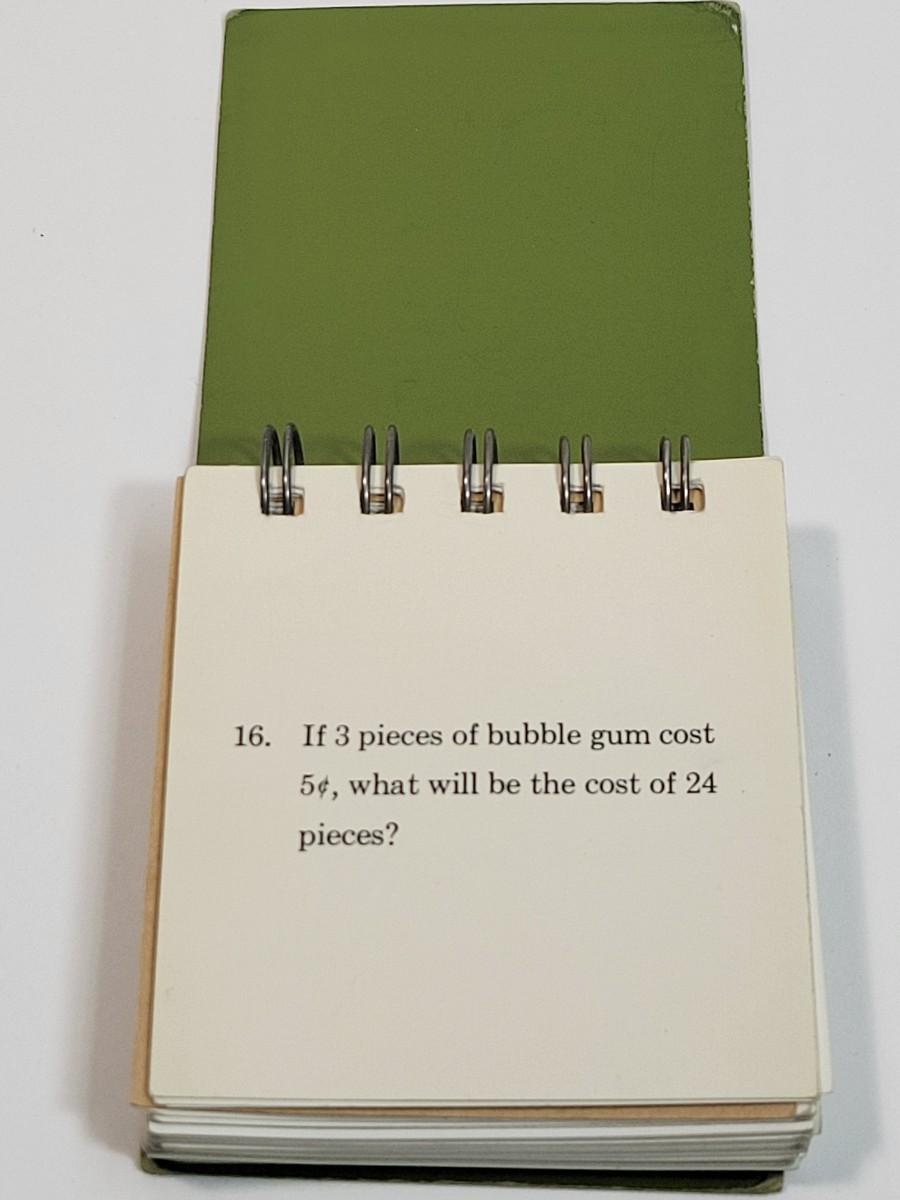 16. If 3 pieces of bubble gum cost
5¢, what will be the cost of 24
pieces?